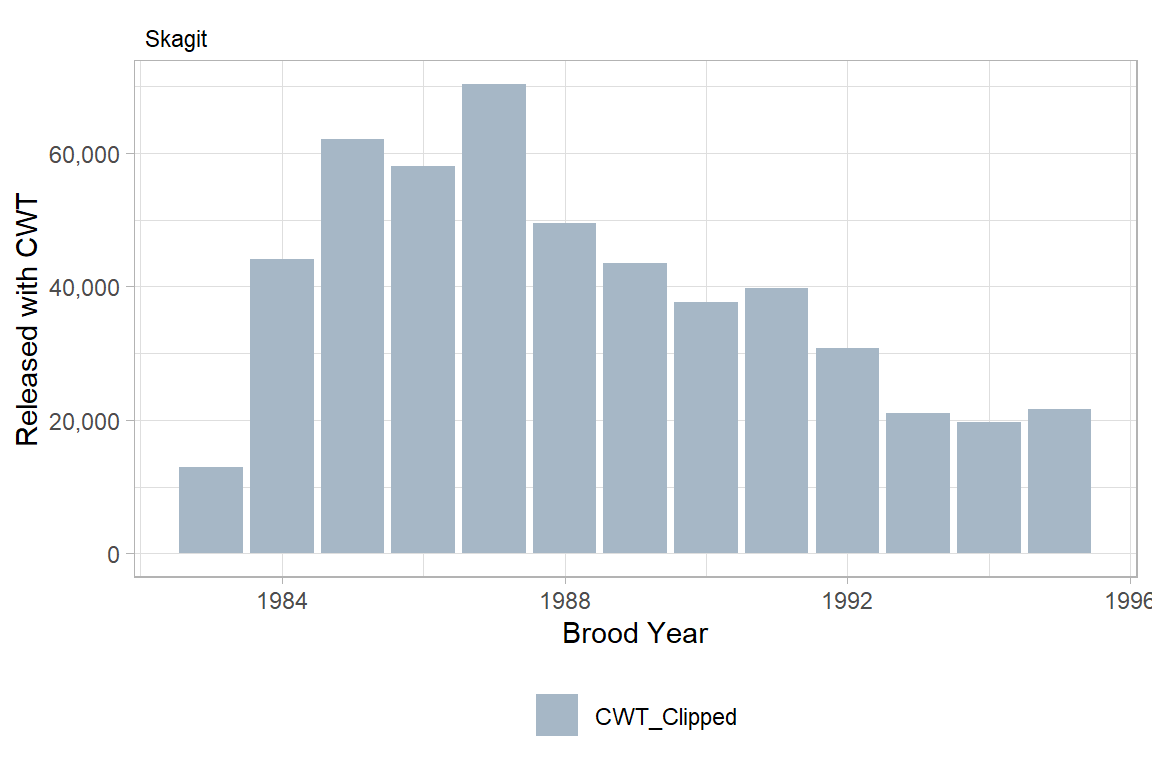 Skagit
Released with CWT
60,000
40,000
20,000
0
1984
1988
1992
1996
Brood Year
CWT_Clipped